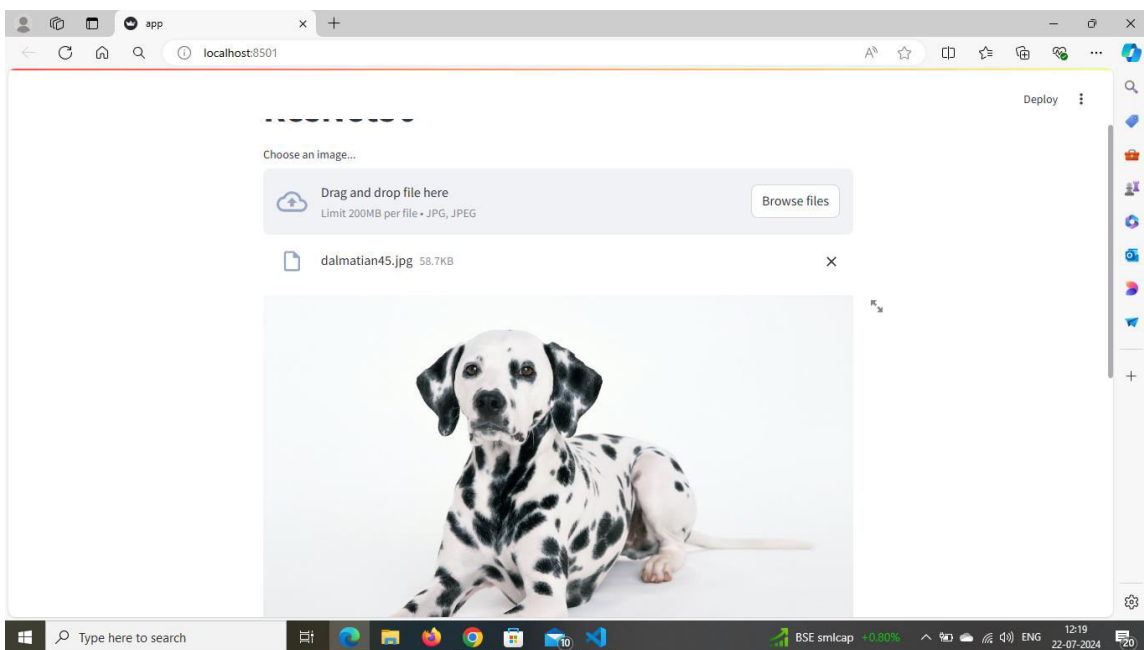 app
localhost:8501
Deploy
Choose an image...
Drag and drop file here
Limit 200MB per file • JPG, JPEG
Browse files
dalmatian45.jpg 58.7KB
Type here to search
10
BSE smlcap +0.80%
ENG
12:19
22-07-2024
20